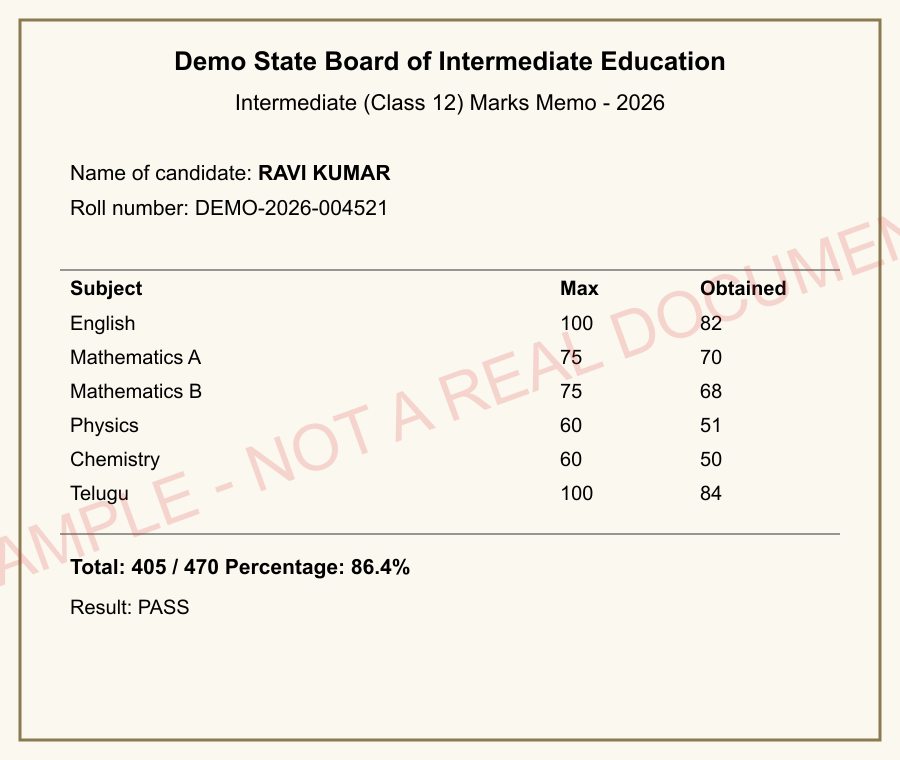 Demo State Board of Intermediate Education
Intermediate (Class 12) Marks Memo - 2026
Name of candidate: RAVI KUMAR
Roll number: DEMO-2026-004521
Subject Max Obtained
English 100 82
Mathematics A 75 70
Mathematics B 75 68
Physics 60 51
Chemistry 60 50
Telugu 100 84
Total: 405 / 470 Percentage: 86.4%
Result: PASS
AMPLE - NOT A REAL DOCUMEN